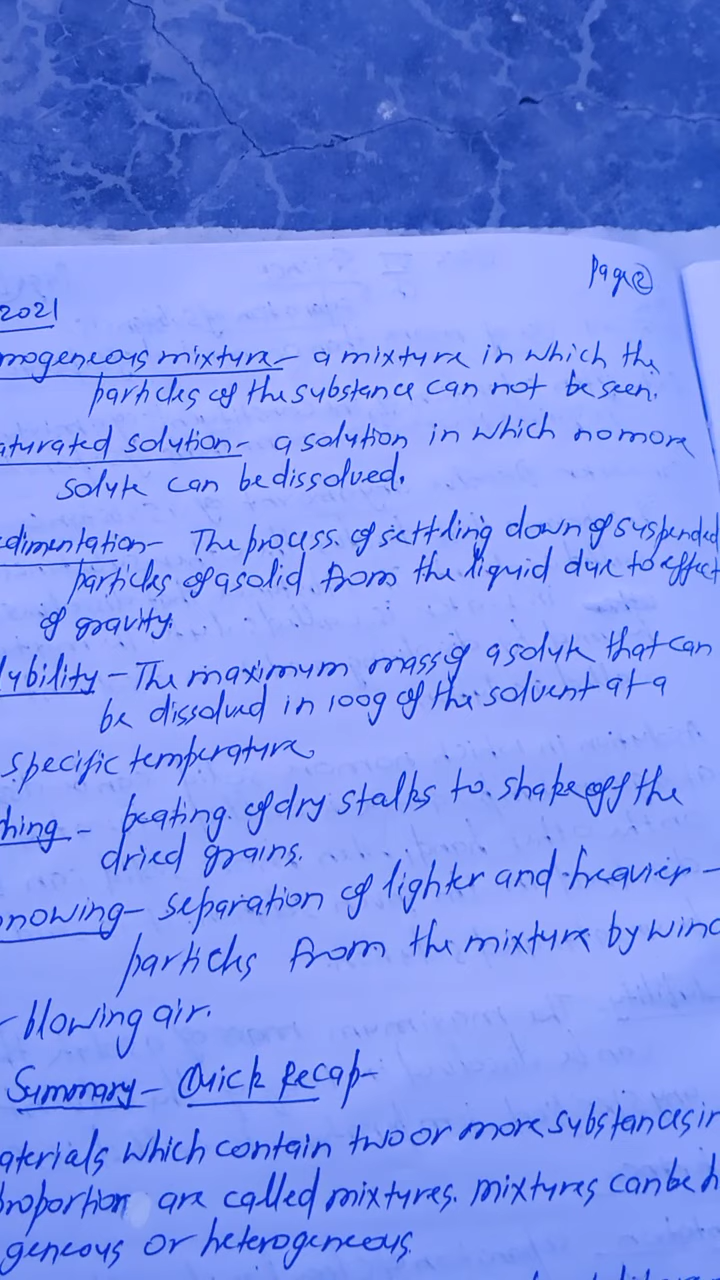 Page 2
2021
mogeneous mixture - a mixture in which the
particles of the substance can not be seen.
aturated solution - a solution in which no more
solute can be dissolved.
dimentation - The process of settling down of suspended
particles of a solid from the liquid due to effect
of gravity.
lubility - The maximum mass of a solute that can
be dissolved in 100g of the solvent at a
specific temperature
hing - beating of dry stalks to shake off the
dried grains.
nowing - separation of lighter and heavier -
particles from the mixture by wind
- blowing air.
Summary - Quick Recap -
aterials which contain two or more substances in
roportion are called mixtures. mixtures can be h
geneous or heterogeneous.